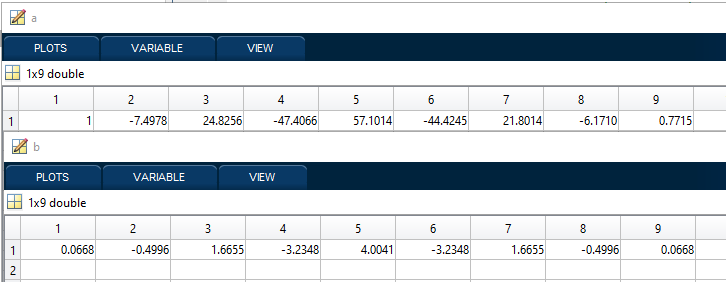 a
PLOTS VARIABLE VIEW
1x9 double
1 2 3 4 5 6 7 8 9
1 1 -7.4978 24.8256 -47.4066 57.1014 -44.4245 21.8014 -6.1710 0.7715
b
PLOTS VARIABLE VIEW
1x9 double
1 2 3 4 5 6 7 8 9
1 0.0668 -0.4996 1.6655 -3.2348 4.0041 -3.2348 1.6655 -0.4996 0.0668
2